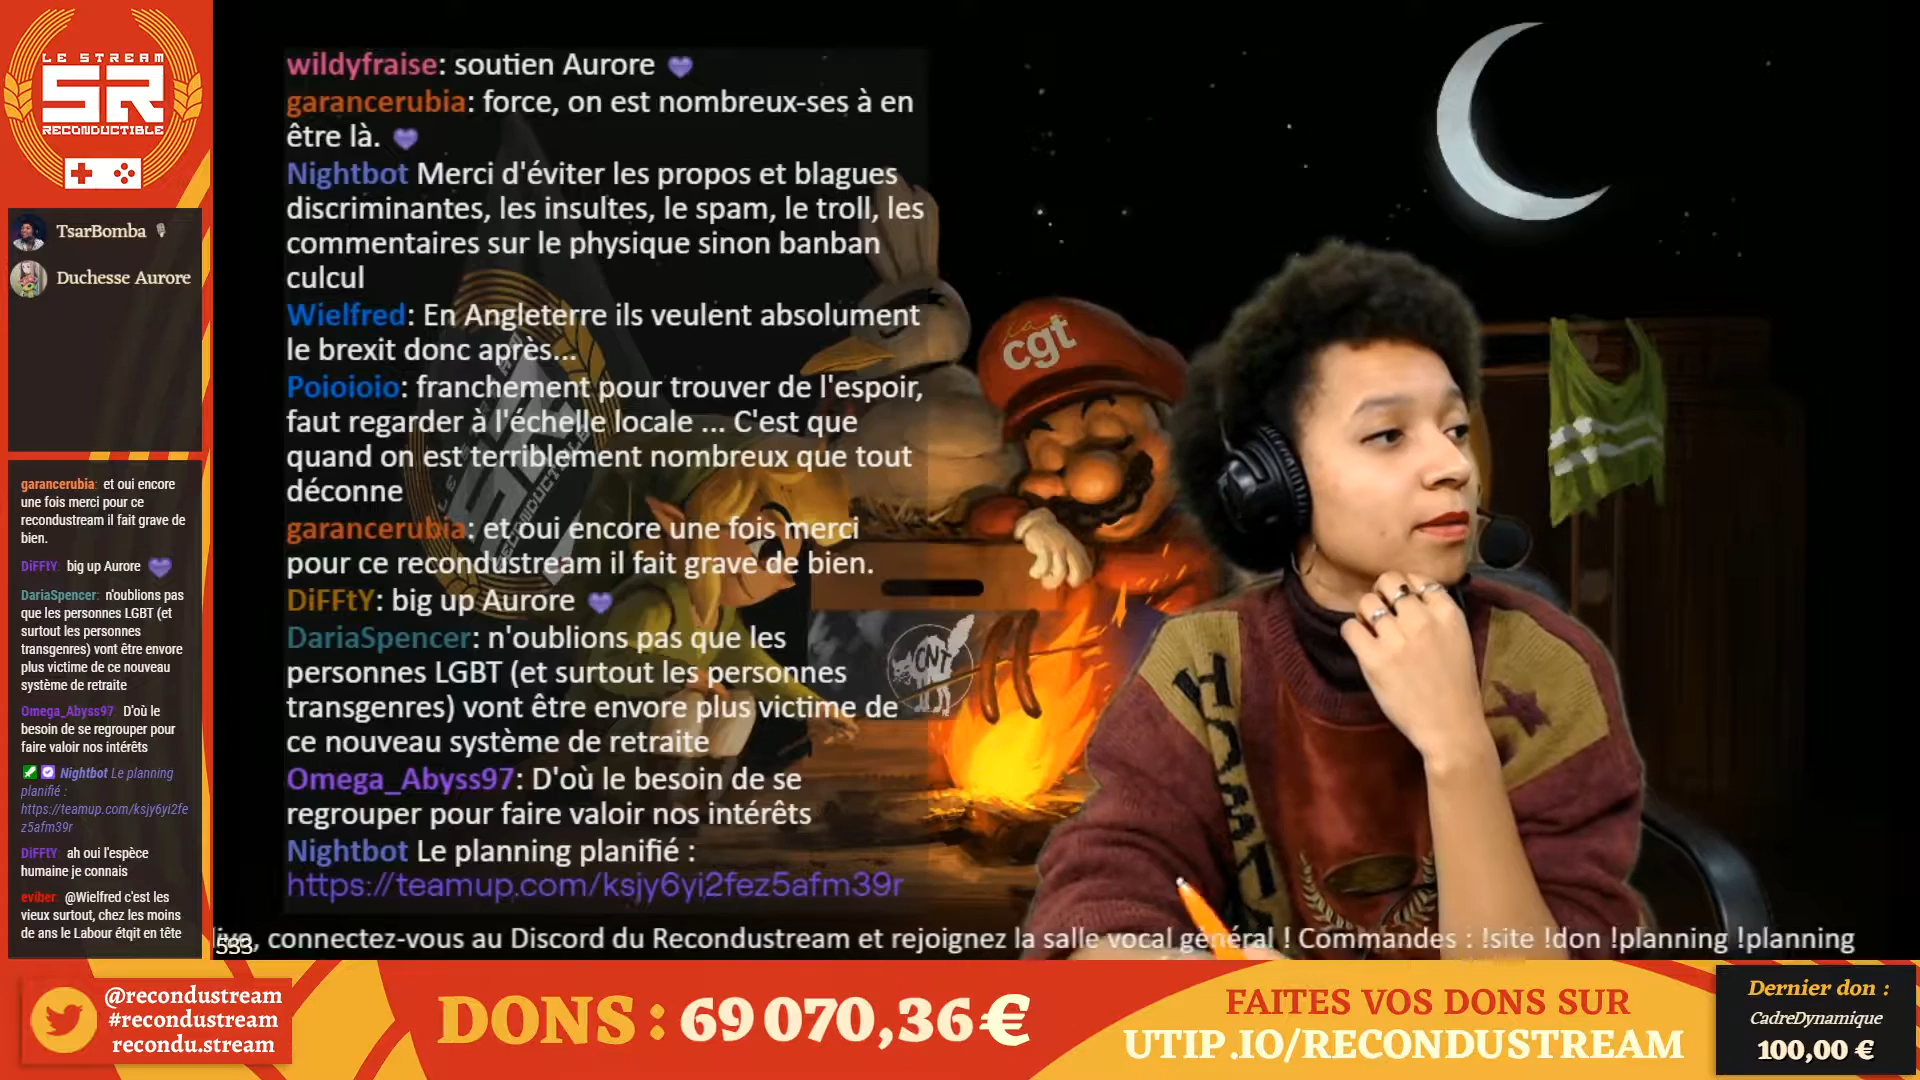 LE STREAM
SR
RECONDUCTIBLE
TsarBomba
Duchesse Aurore
garancerubia: et oui encore
une fois merci pour ce
recondustream il fait grave de
bien.
DiFFtY: big up Aurore
DariaSpencer: n'oublions pas
que les personnes LGBT (et
surtout les personnes
transgenres) vont être envore
plus victime de ce nouveau
système de retraite
Omega_Abyss97: D'où le
besoin de se regrouper pour
faire valoir nos intérêts
Nightbot Le planning
planifié :
https://teamup.com/ksjy6yi2fe
z5afm39r
DiFFtY: ah oui l'espèce
humaine je connais
eviber: @Wielfred c'est les
vieux surtout, chez les moins
de ans le Labour étqit en tête
wildyfraise: soutien Aurore
garancerubia: force, on est nombreux-ses à en
être là.
Nightbot Merci d'éviter les propos et blagues
discriminantes, les insultes, le spam, le troll, les
commentaires sur le physique sinon banban
culcul
Wielfred: En Angleterre ils veulent absolument
le brexit donc après...
Poioioio: franchement pour trouver de l'espoir,
faut regarder à l'échelle locale ... C'est que
quand on est terriblement nombreux que tout
déconne
garancerubia: et oui encore une fois merci
pour ce recondustream il fait grave de bien.
DiFFtY: big up Aurore
DariaSpencer: n'oublions pas que les
personnes LGBT (et surtout les personnes
transgenres) vont être envore plus victime de
ce nouveau système de retraite
Omega_Abyss97: D'où le besoin de se
regrouper pour faire valoir nos intérêts
Nightbot Le planning planifié :
https://teamup.com/ksjy6yi2fez5afm39r
la
cgt
CNT
live, connectez-vous au Discord du Recondustream et rejoignez la salle vocal général ! Commandes : !site !don !planning !planning
@recondustream
#recondustream
recondu.stream
DONS : 69 070,36 €
FAITES VOS DONS SUR
UTIP.IO/RECONDUSTREAM
Dernier don :
CadreDynamique
100,00 €